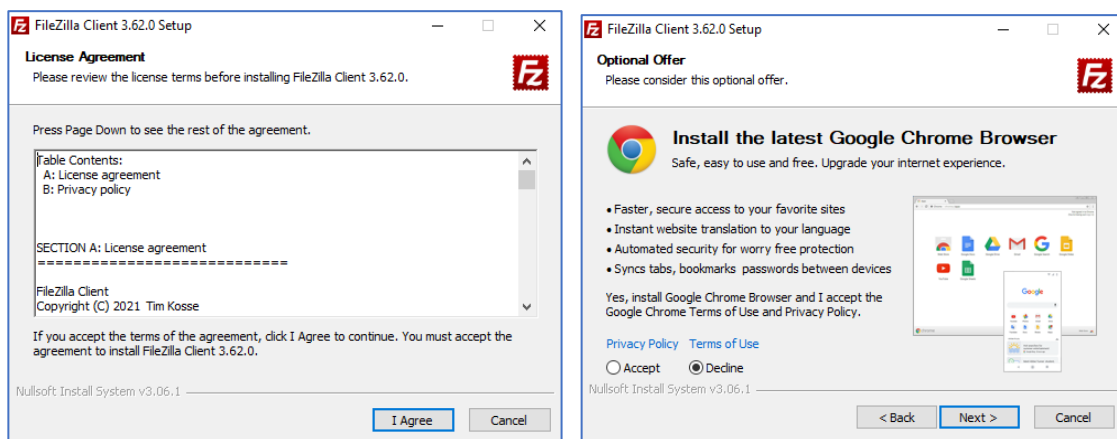 FileZilla Client 3.62.0 Setup
License Agreement
Please review the license terms before installing FileZilla Client 3.62.0.
Press Page Down to see the rest of the agreement.
Table Contents:
A: License agreement
B: Privacy policy
SECTION A: License agreement
=============================
FileZilla Client
Copyright (C) 2021 Tim Kosse
If you accept the terms of the agreement, click I Agree to continue. You must accept the
agreement to install FileZilla Client 3.62.0.
Nullsoft Install System v3.06.1
I Agree
Cancel
FileZilla Client 3.62.0 Setup
Optional Offer
Please consider this optional offer.
Install the latest Google Chrome Browser
Safe, easy to use and free. Upgrade your internet experience.
• Faster, secure access to your favorite sites
• Instant website translation to your language
• Automated security for worry free protection
• Syncs tabs, bookmarks passwords between devices
Yes, install Google Chrome Browser and I accept the
Google Chrome Terms of Use and Privacy Policy.
Privacy Policy Terms of Use
Accept Decline
Google
Nullsoft Install System v3.06.1
< Back Next > Cancel